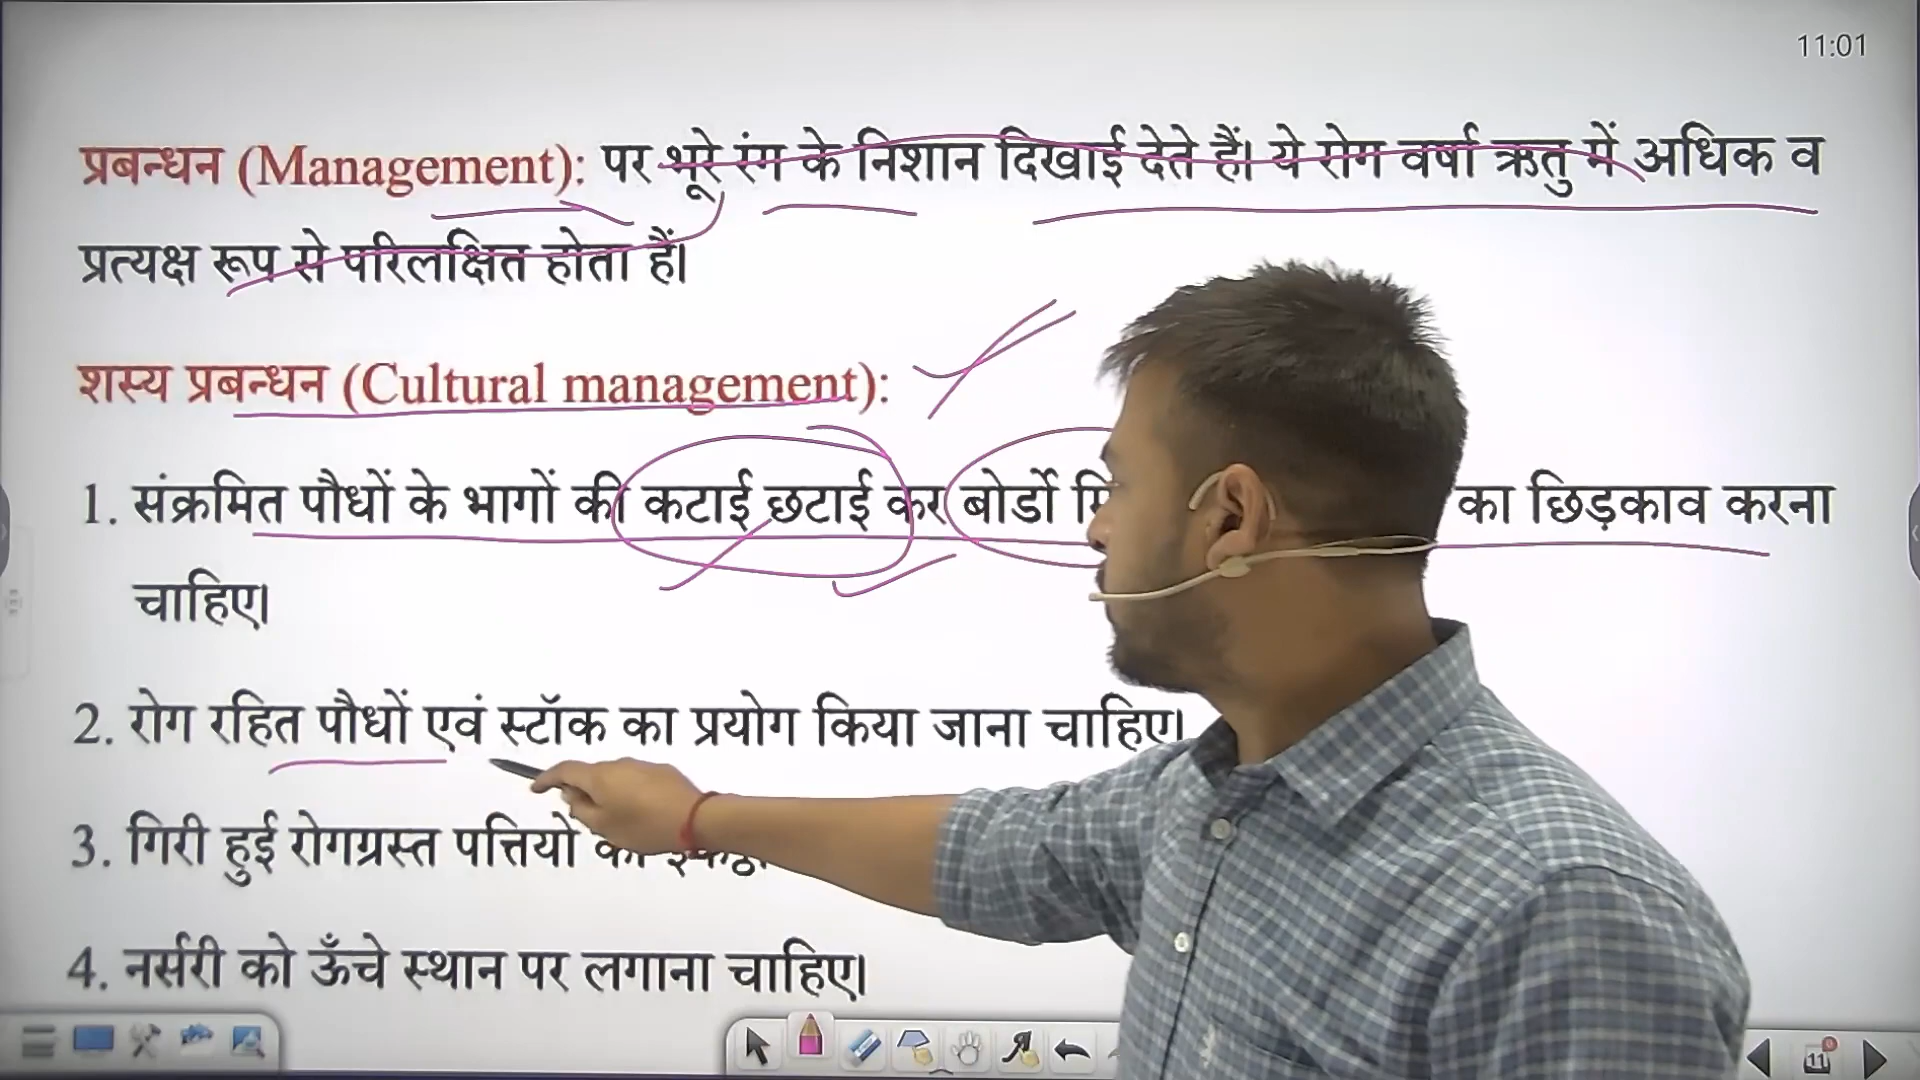 11:01
प्रबन्धन (Management): पर भूरे रंग के निशान दिखाई देते हैं। ये रोग वर्षा ऋतु में अधिक व
प्रत्यक्ष रूप से परिलक्षित होता हैं।
शस्य प्रबन्धन (Cultural management):
1. संक्रमित पौधों के भागों की कटाई छटाई कर बोर्डो का छिड़काव करना
चाहिए।
2. रोग रहित पौधों एवं स्टॉक का प्रयोग किया जाना चाहिए।
3. गिरी हुई रोगग्रस्त पत्तियो
4. नर्सरी को ऊँचे स्थान पर लगाना चाहिए।
11